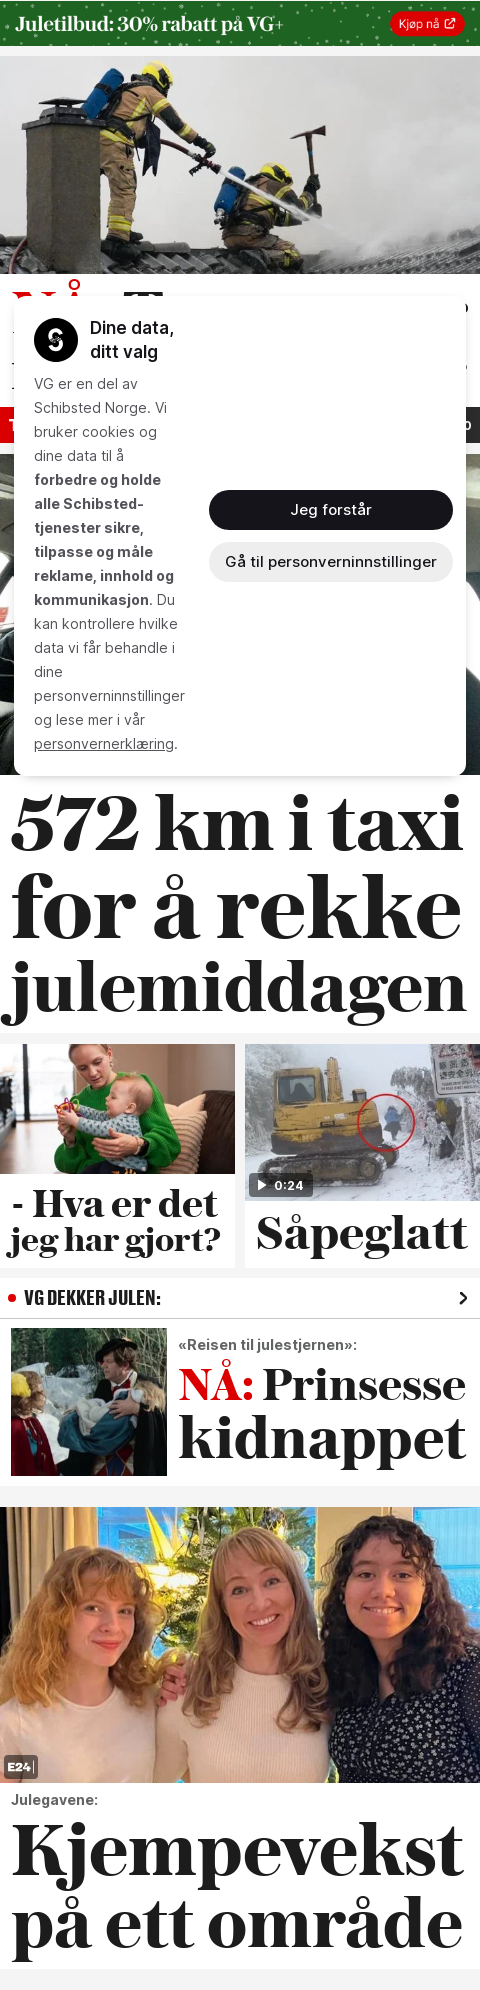 Juletilbud: 30% rabatt på VG+
Kjøp nå
NÅ
Dine data,
ditt valg
VG er en del av
Schibsted Norge. Vi
bruker cookies og
dine data til å
forbedre og holde
alle Schibsted-
tjenester sikre,
tilpasse og måle
reklame, innhold og
kommunikasjon. Du
kan kontrollere hvilke
data vi får behandle i
dine
personverninnstillinger
og lese mer i vår
personvernerklæring.
Jeg forstår
Gå til personverninnstillinger
572 km i taxi
for å rekke
julemiddagen
0:24
- Hva er det
jeg har gjort?
Såpeglatt
VG DEKKER JULEN:
«Reisen til julestjernen»:
NÅ: Prinsesse
kidnappet
E24
Julegavene:
Kjempevekst
på ett område